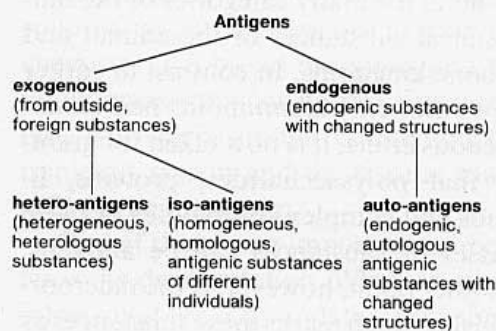 Antigens
exogenous
(from outside,
foreign substances)
endogenous
(endogenic substances
with changed structures)
hetero-antigens
(heterogeneous,
heterologous
substances)
iso-antigens
(homogeneous,
homologous,
antigenic substances
of different
individuals)
auto-antigens
(endogenic,
autologous
antigenic
substances with
changed
structures)